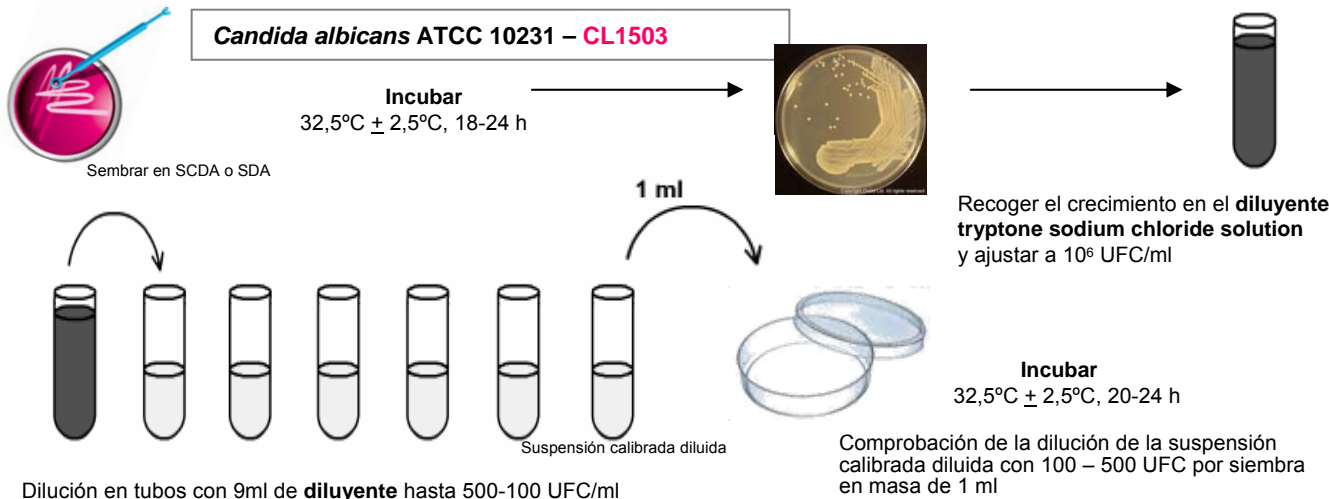 Candida albicans ATCC 10231 – CL1503
Incubar
32,5ºC + 2,5ºC, 18-24 h
Sembrar en SCDA o SDA
1 ml
Recoger el crecimiento en el diluyente
tryptone sodium chloride solution
y ajustar a 10⁶ UFC/ml
Incubar
32,5ºC + 2,5ºC, 20-24 h
Suspensión calibrada diluida
Comprobación de la dilución de la suspensión
calibrada diluida con 100 – 500 UFC por siembra
en masa de 1 ml
Dilución en tubos con 9ml de diluyente hasta 500-100 UFC/ml